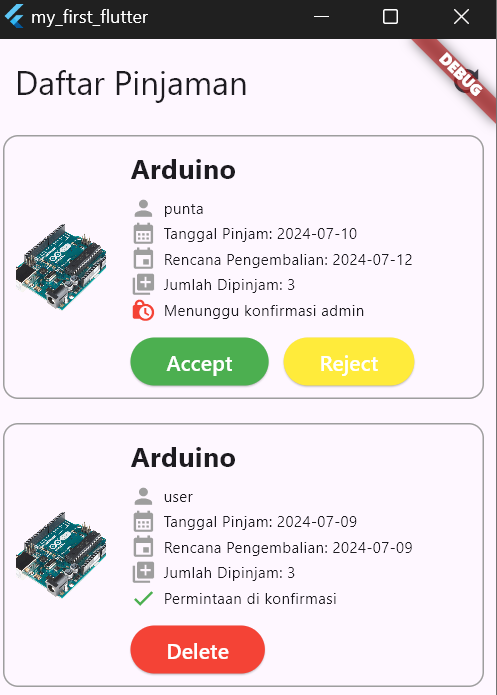 my_first_flutter
Daftar Pinjaman
DEBUG
Arduino
punta
Tanggal Pinjam: 2024-07-10
Rencana Pengembalian: 2024-07-12
Jumlah Dipinjam: 3
Menunggu konfirmasi admin
Accept
Reject
Arduino
user
Tanggal Pinjam: 2024-07-09
Rencana Pengembalian: 2024-07-09
Jumlah Dipinjam: 3
Permintaan di konfirmasi
Delete